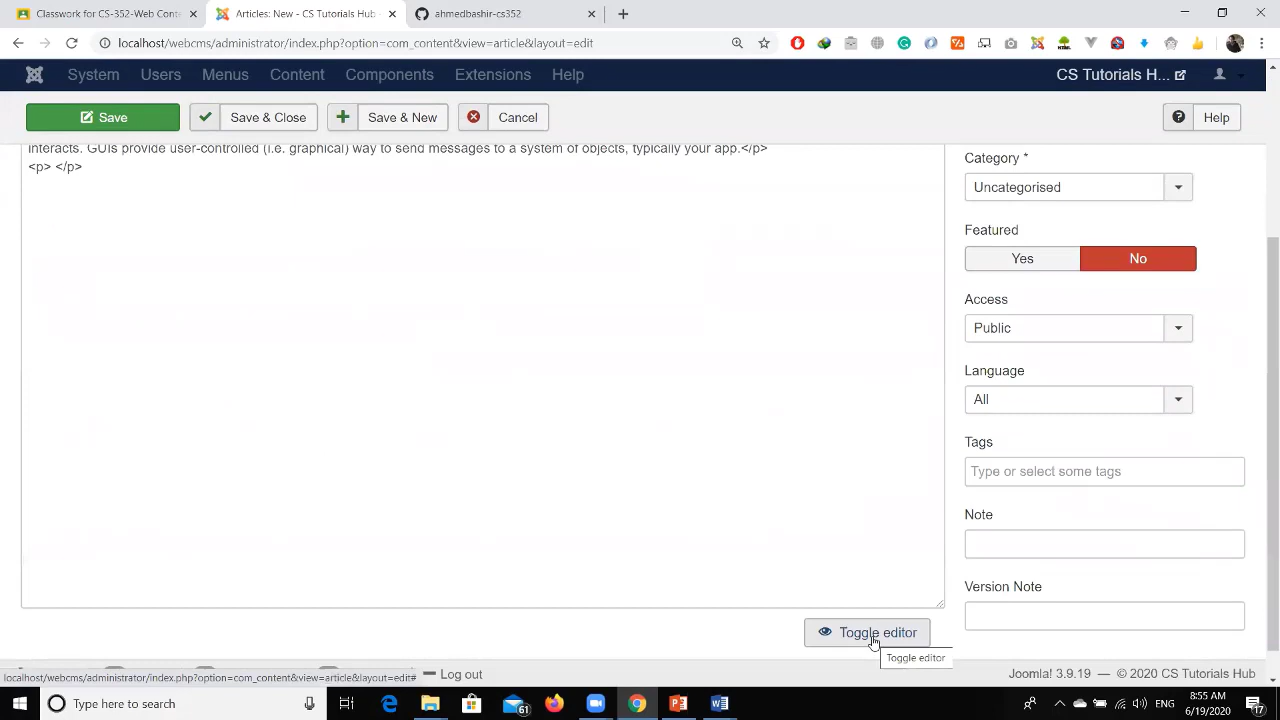 Classwork for CS-352-Web Cont
Articles: New - CS Tutorials Hub -
ahmedbashir-cs352
localhost/webcms/administrator/index.php?option=com_content&view=article&layout=edit
System Users Menus Content Components Extensions Help
CS Tutorials H...
Save
Save & Close
Save & New
Cancel
Help
interacts. GUIs provide user-controlled (i.e. graphical) way to send messages to a system of objects, typically your app.</p>
<p> </p>
Category *
Uncategorised
Featured
Yes
No
Access
Public
Language
All
Tags
Type or select some tags
Note
Version Note
Toggle editor
Toggle editor
localhost/webcms/administrator/index.php?option=com_content&view=article&layout=edit#
Log out
Joomla! 3.9.19 — © 2020 CS Tutorials Hub
Type here to search
61
ENG
8:55 AM
6/19/2020
17